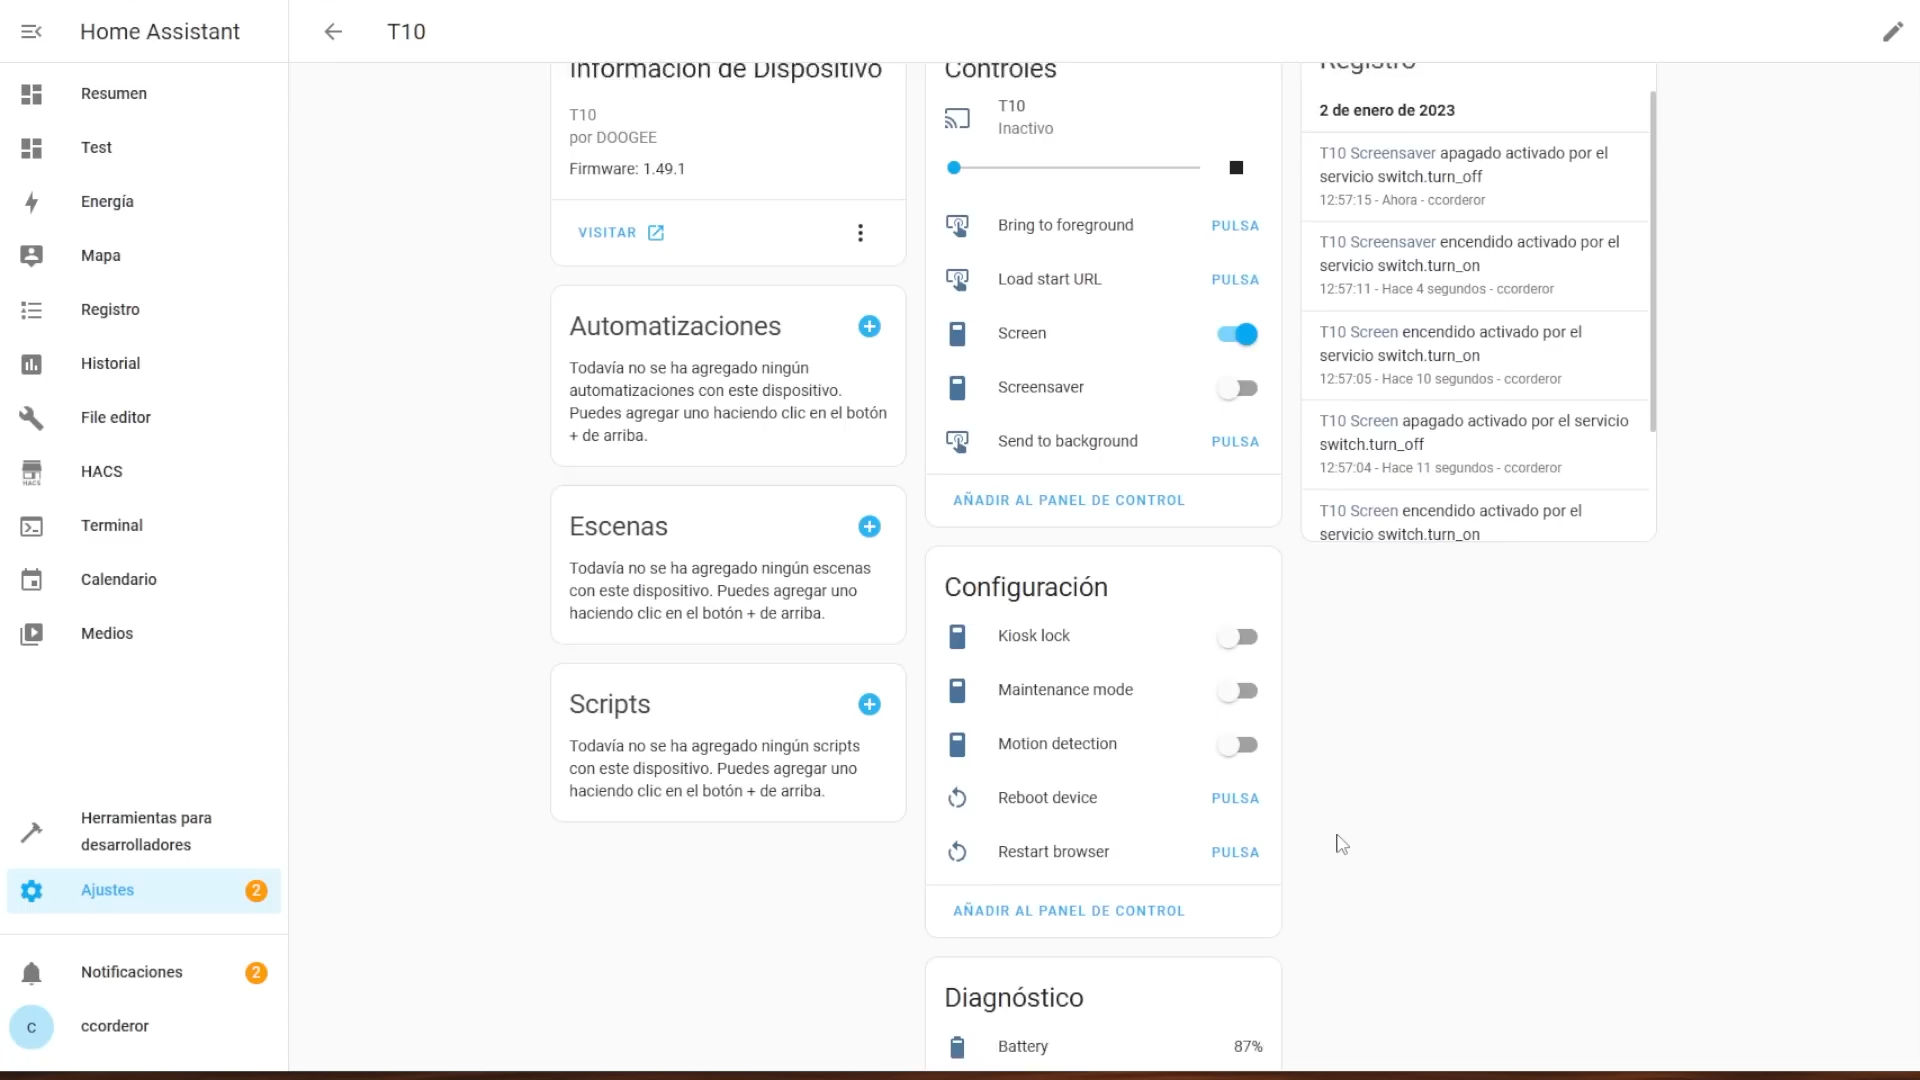 Home Assistant
T10
Resumen
Test
Energía
Mapa
Registro
Historial
File editor
HACS
HACS
Terminal
Calendario
Medios
Herramientas para
desarrolladores
Ajustes
2
Notificaciones
2
C
ccorderor
Información de Dispositivo
T10
por DOOGEE
Firmware: 1.49.1
VISITAR
Automatizaciones
Todavía no se ha agregado ningún
automatizaciones con este dispositivo.
Puedes agregar uno haciendo clic en el botón
+ de arriba.
Escenas
Todavía no se ha agregado ningún escenas
con este dispositivo. Puedes agregar uno
haciendo clic en el botón + de arriba.
Scripts
Todavía no se ha agregado ningún scripts
con este dispositivo. Puedes agregar uno
haciendo clic en el botón + de arriba.
Controles
T10
Inactivo
Bring to foreground PULSA
Load start URL PULSA
Screen
Screensaver
Send to background PULSA
AÑADIR AL PANEL DE CONTROL
Configuración
Kiosk lock
Maintenance mode
Motion detection
Reboot device PULSA
Restart browser PULSA
AÑADIR AL PANEL DE CONTROL
Diagnóstico
Battery 87%
Registro
2 de enero de 2023
T10 Screensaver apagado activado por el
servicio switch.turn_off
12:57:15 - Ahora - ccorderor
T10 Screensaver encendido activado por el
servicio switch.turn_on
12:57:11 - Hace 4 segundos - ccorderor
T10 Screen encendido activado por el
servicio switch.turn_on
12:57:05 - Hace 10 segundos - ccorderor
T10 Screen apagado activado por el servicio
switch.turn_off
12:57:04 - Hace 11 segundos - ccorderor
T10 Screen encendido activado por el
servicio switch.turn_on